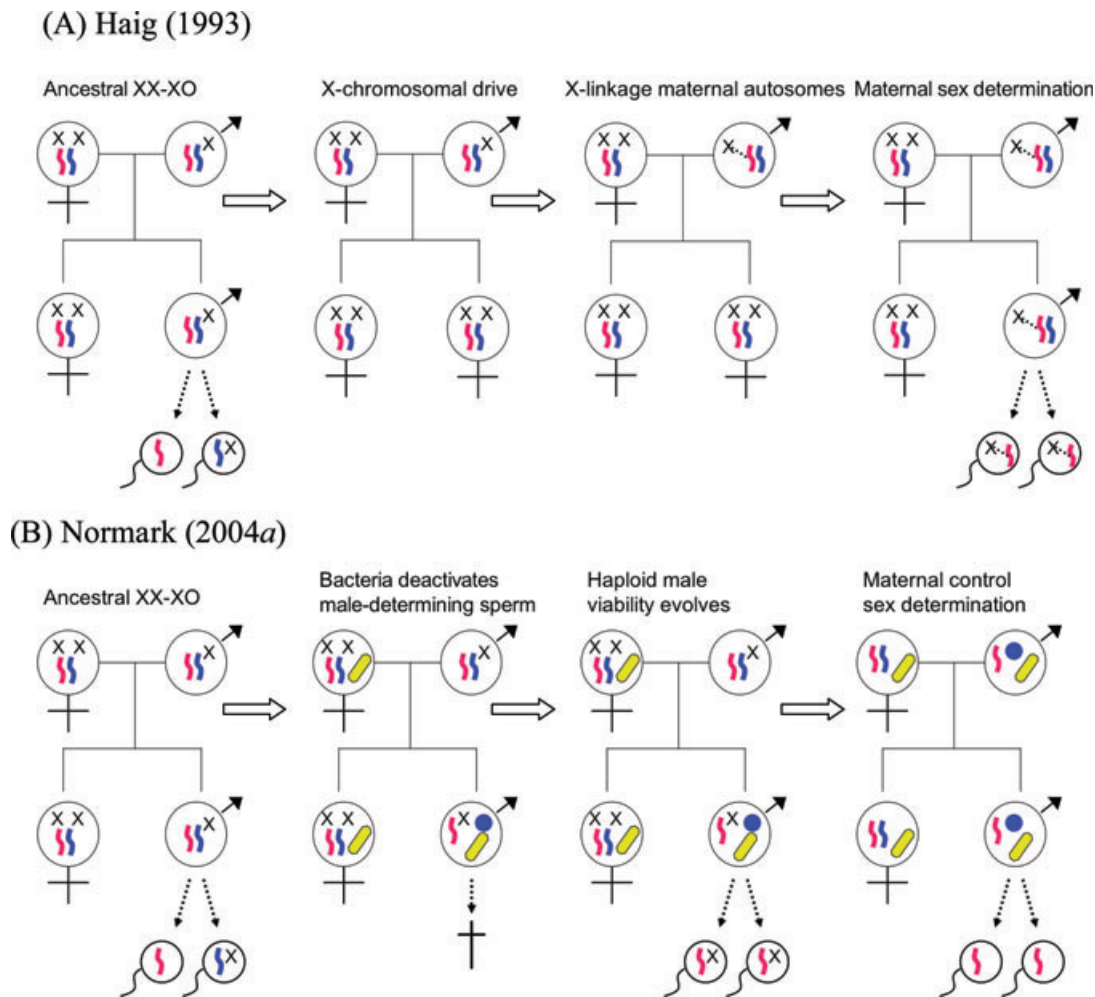 (A) Haig (1993)
Ancestral XX-XO
X-chromosomal drive
X-linkage maternal autosomes
Maternal sex determination
X X
X
X X
X
X X
X
X X
X
X X
X
X X
X X
X X
X X
X X
X
X
X
X
(B) Normark (2004a)
Ancestral XX-XO
Bacteria deactivates
male-determining sperm
Haploid male
viability evolves
Maternal control
sex determination
X X
X
X X
X
X X
X
X X
X
X X
X
X X
X
X
X
X